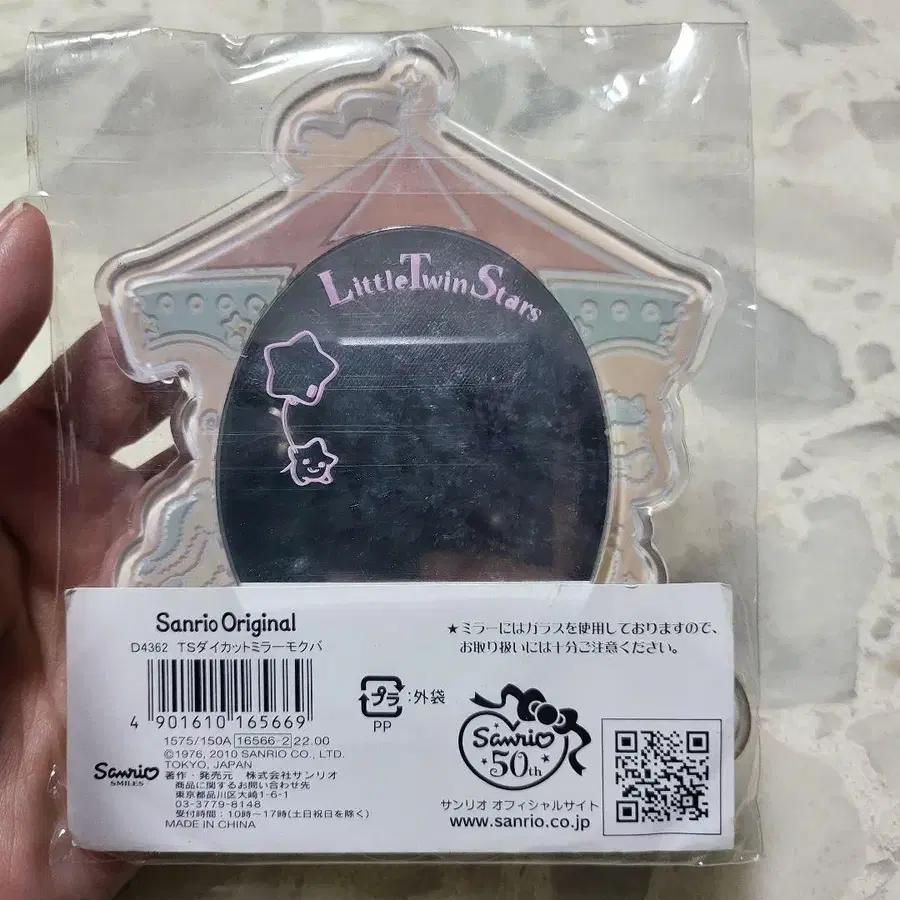 LittleTwinStars
Sanrio Original
D4362 TSダイカットミラーモクバ
4 901610 165669
1575/150A 16566-2 22.00
©1976, 2010 SANRIO CO., LTD.
TOKYO, JAPAN
Sanrio
SMILES
著作・発売元 株式会社サンリオ
商品に関するお問い合わせ先
東京都品川区大崎1-6-1
03-3779-8148
受付時間:10時~17時(土日祝日を除く)
MADE IN CHINA
★ミラーにはガラスを使用しておりますので、
お取り扱いには十分ご注意ください。
プラ :外袋
PP
Sanrio
50th
サンリオ オフィシャルサイト
www.sanrio.co.jp